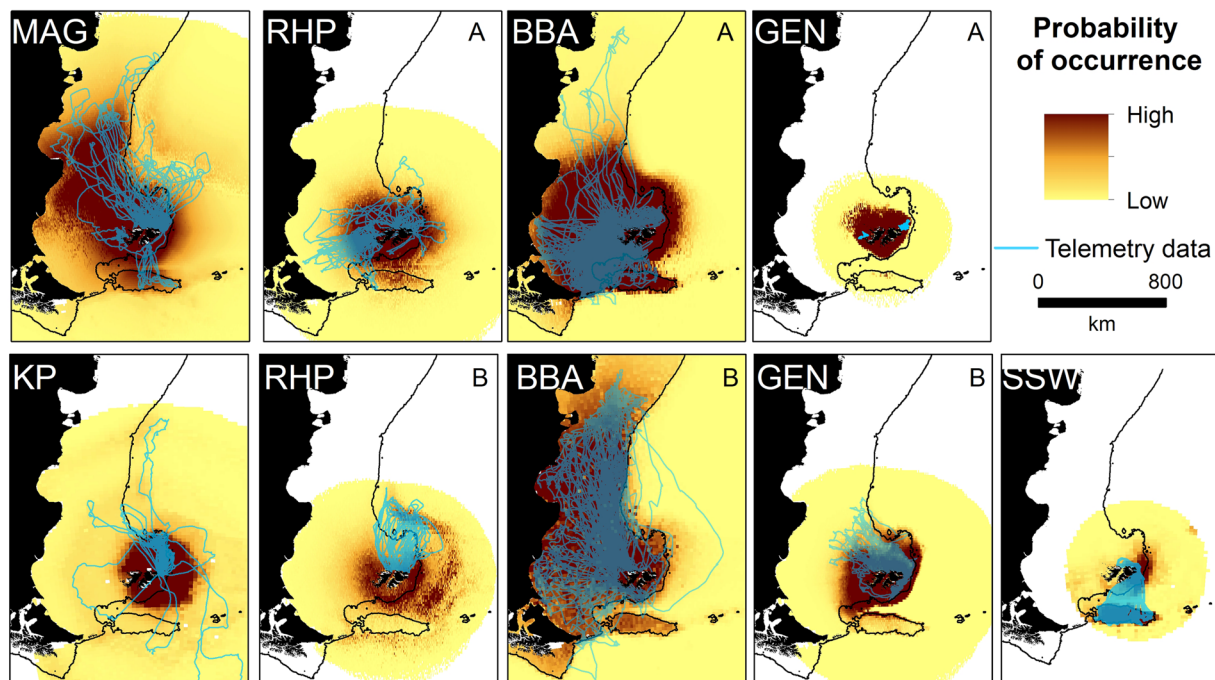 MAG
RHP
A
BBA
A
GEN
A
Probability
of occurrence
High
Low
Telemetry data
0
800
km
KP
RHP
B
BBA
B
GEN
B
SSW